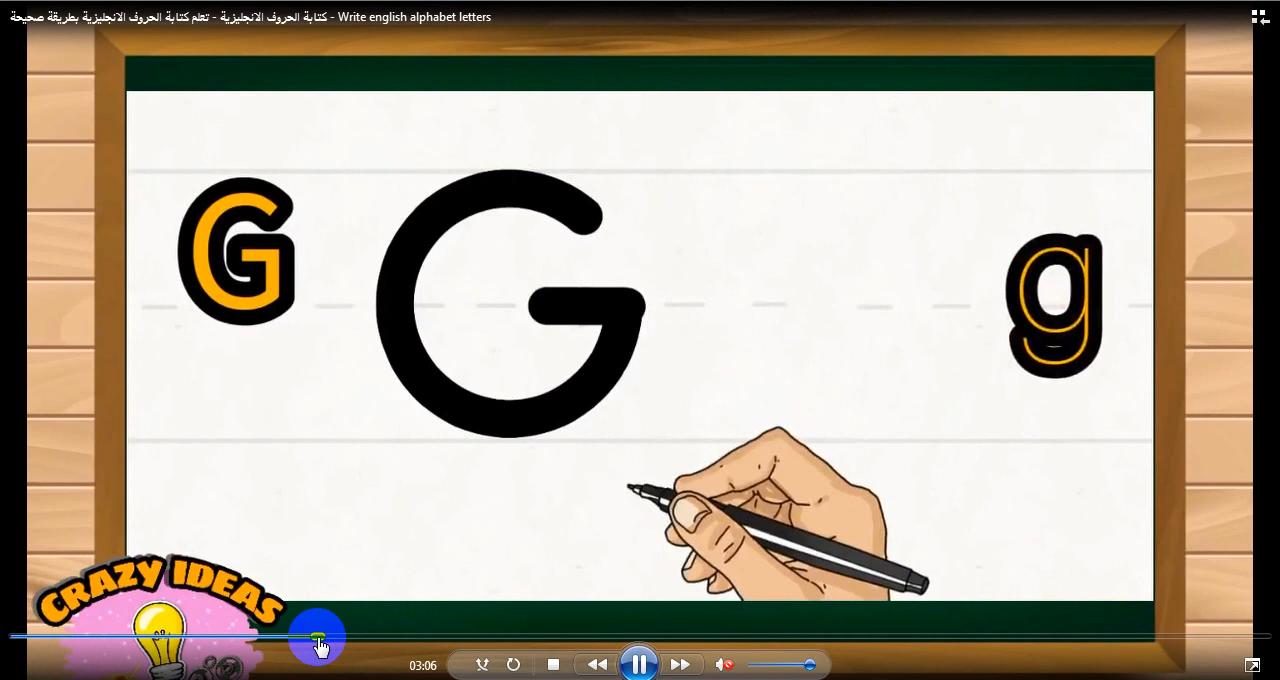 كتابة الحروف الانجليزية - تعلم كتابة الحروف الانجليزية بطريقة صحيحة - Write english alphabet letters
G G g
CRAZY IDEAS
03:06